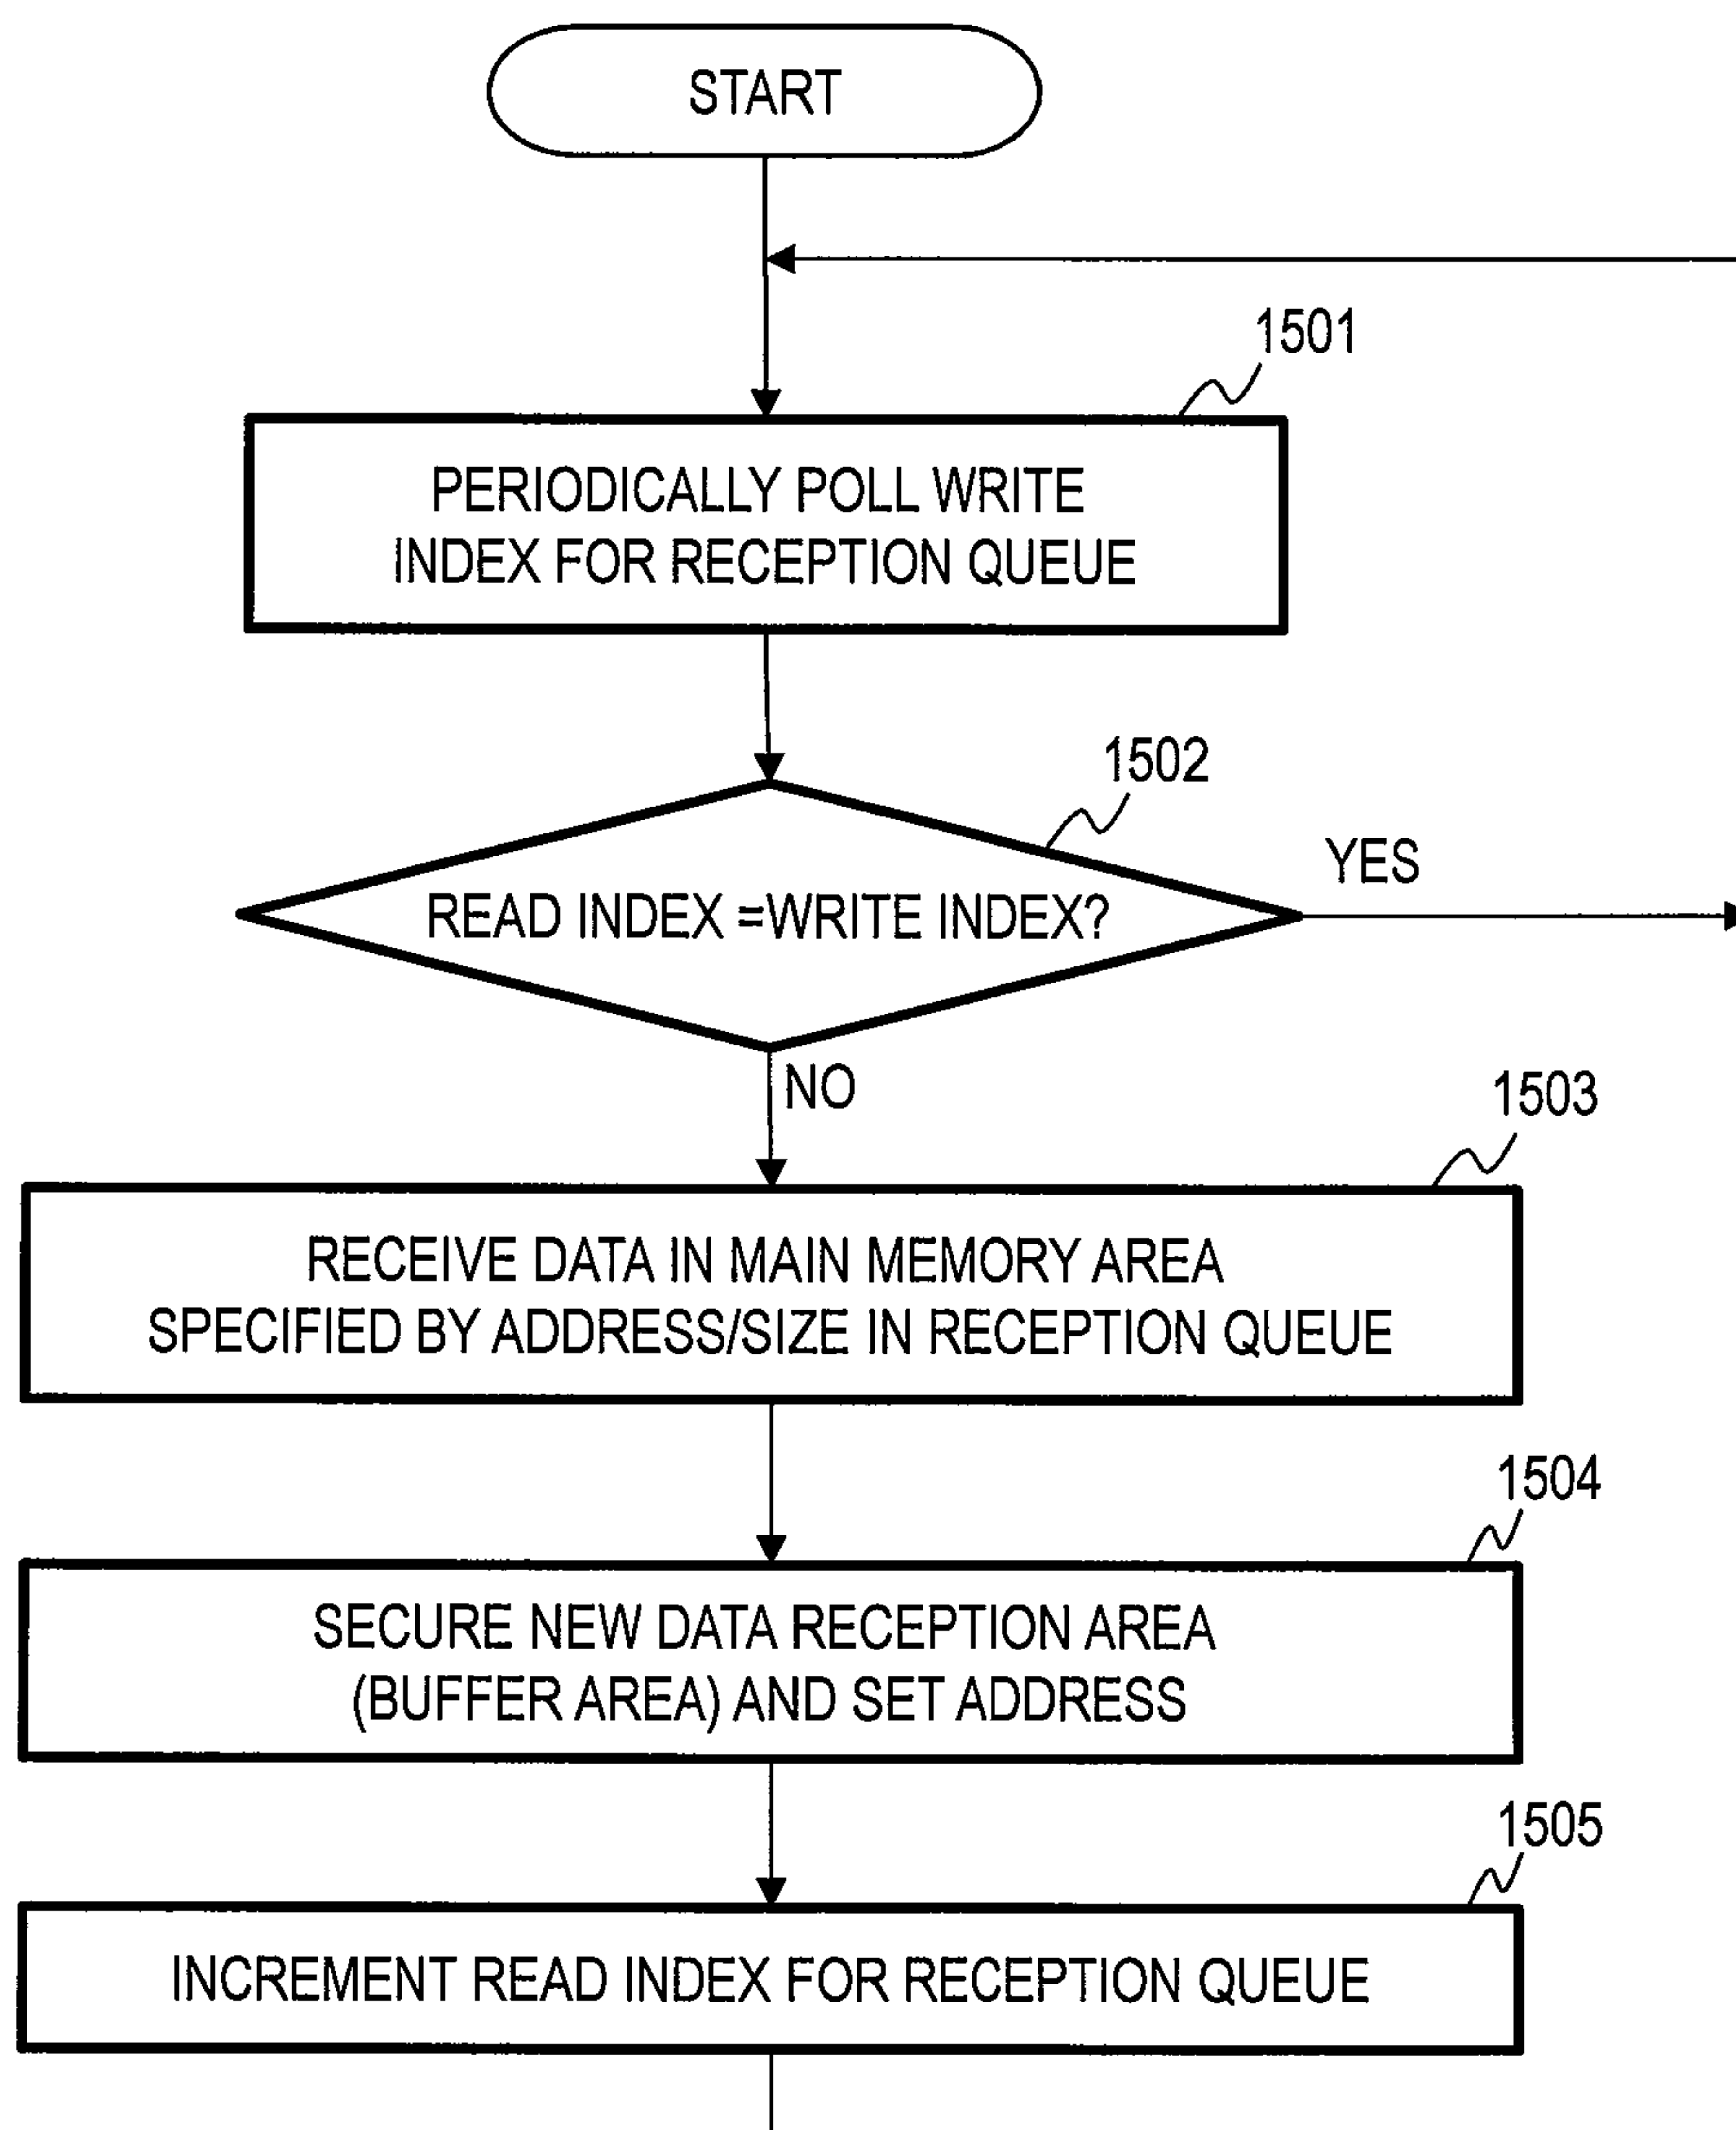 START
1501
PERIODICALLY POLL WRITE
INDEX FOR RECEPTION QUEUE
1502
READ INDEX =WRITE INDEX?
YES
NO
1503
RECEIVE DATA IN MAIN MEMORY AREA
SPECIFIED BY ADDRESS/SIZE IN RECEPTION QUEUE
1504
SECURE NEW DATA RECEPTION AREA
(BUFFER AREA) AND SET ADDRESS
1505
INCREMENT READ INDEX FOR RECEPTION QUEUE